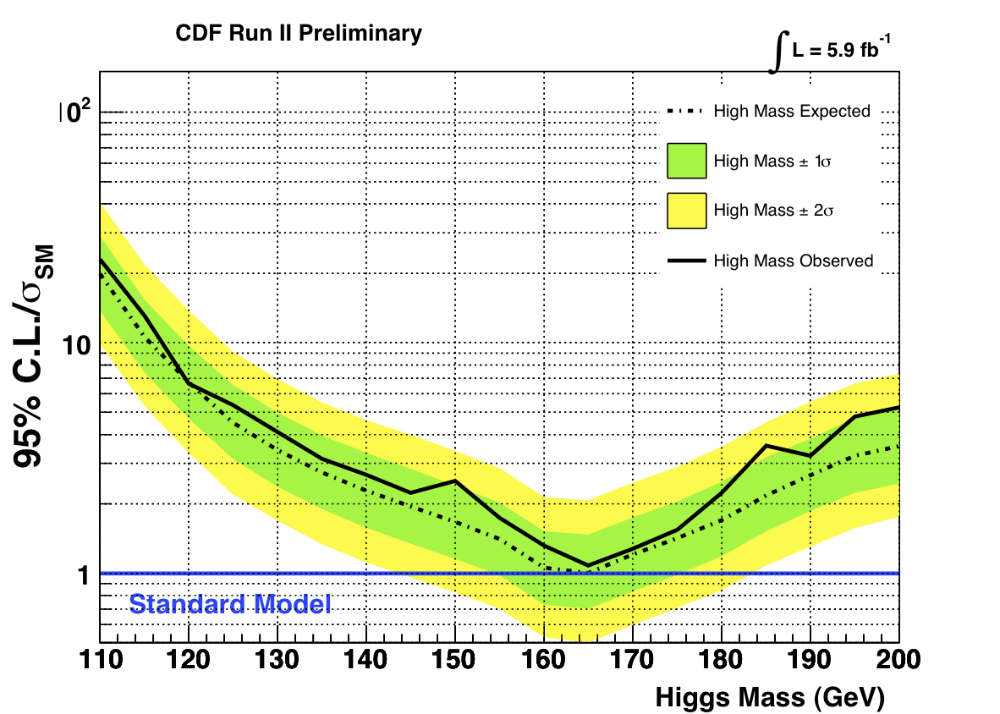 CDF Run II Preliminary
∫ L = 5.9 fb⁻¹
10²
High Mass Expected
High Mass ± 1σ
High Mass ± 2σ
High Mass Observed
95% C.L./σSM
10
1
Standard Model
110 120 130 140 150 160 170 180 190 200
Higgs Mass (GeV)